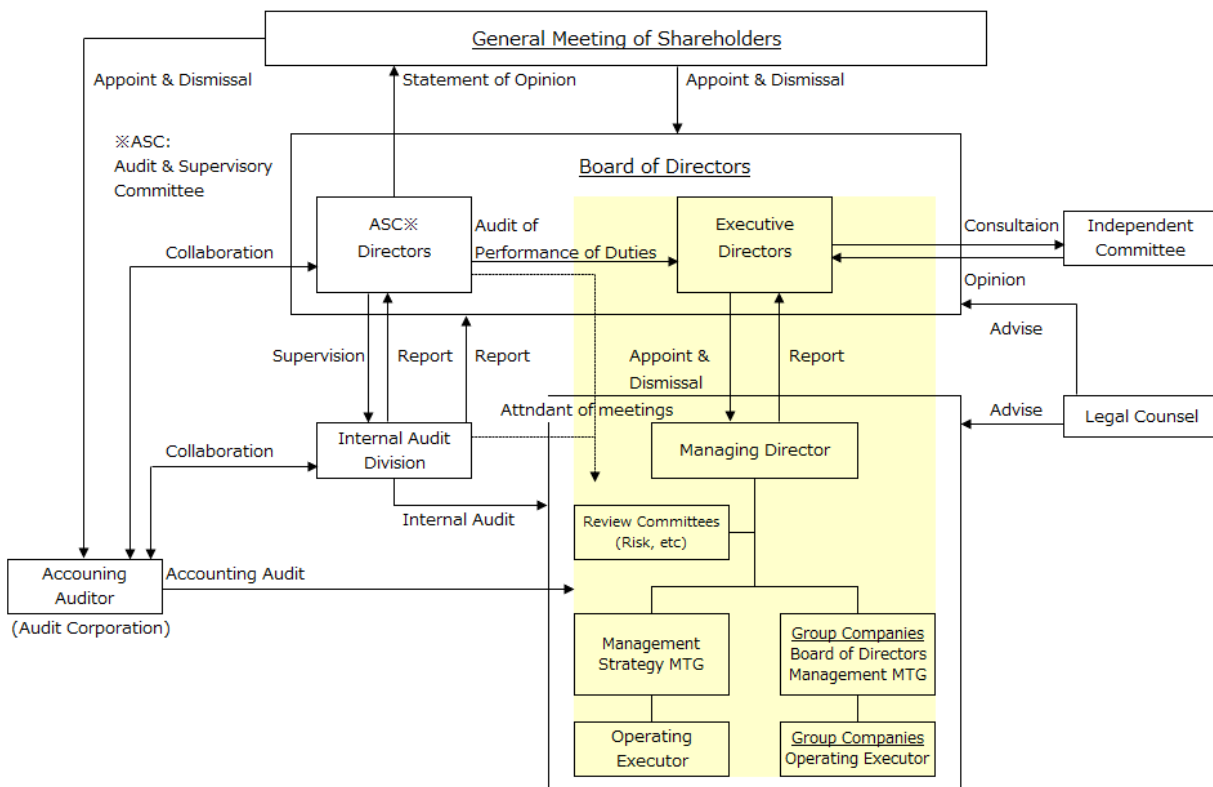 General Meeting of Shareholders
Appoint & Dismissal
Statement of Opinion
Appoint & Dismissal
※ASC:
Audit & Supervisory
Committee
Board of Directors
ASC※
Directors
Audit of
Performance of Duties
Executive
Directors
Consultaion
Independent
Committee
Collaboration
Opinion
Advise
Supervision
Report
Report
Appoint &
Dismissal
Report
Attndant of meetings
Advise
Legal Counsel
Collaboration
Internal Audit
Division
Managing Director
Internal Audit
Review Committees
(Risk, etc)
Accouning
Auditor
Accounting Audit
(Audit Corporation)
Management
Strategy MTG
Group Companies
Board of Directors
Management MTG
Operating
Executor
Group Companies
Operating Executor